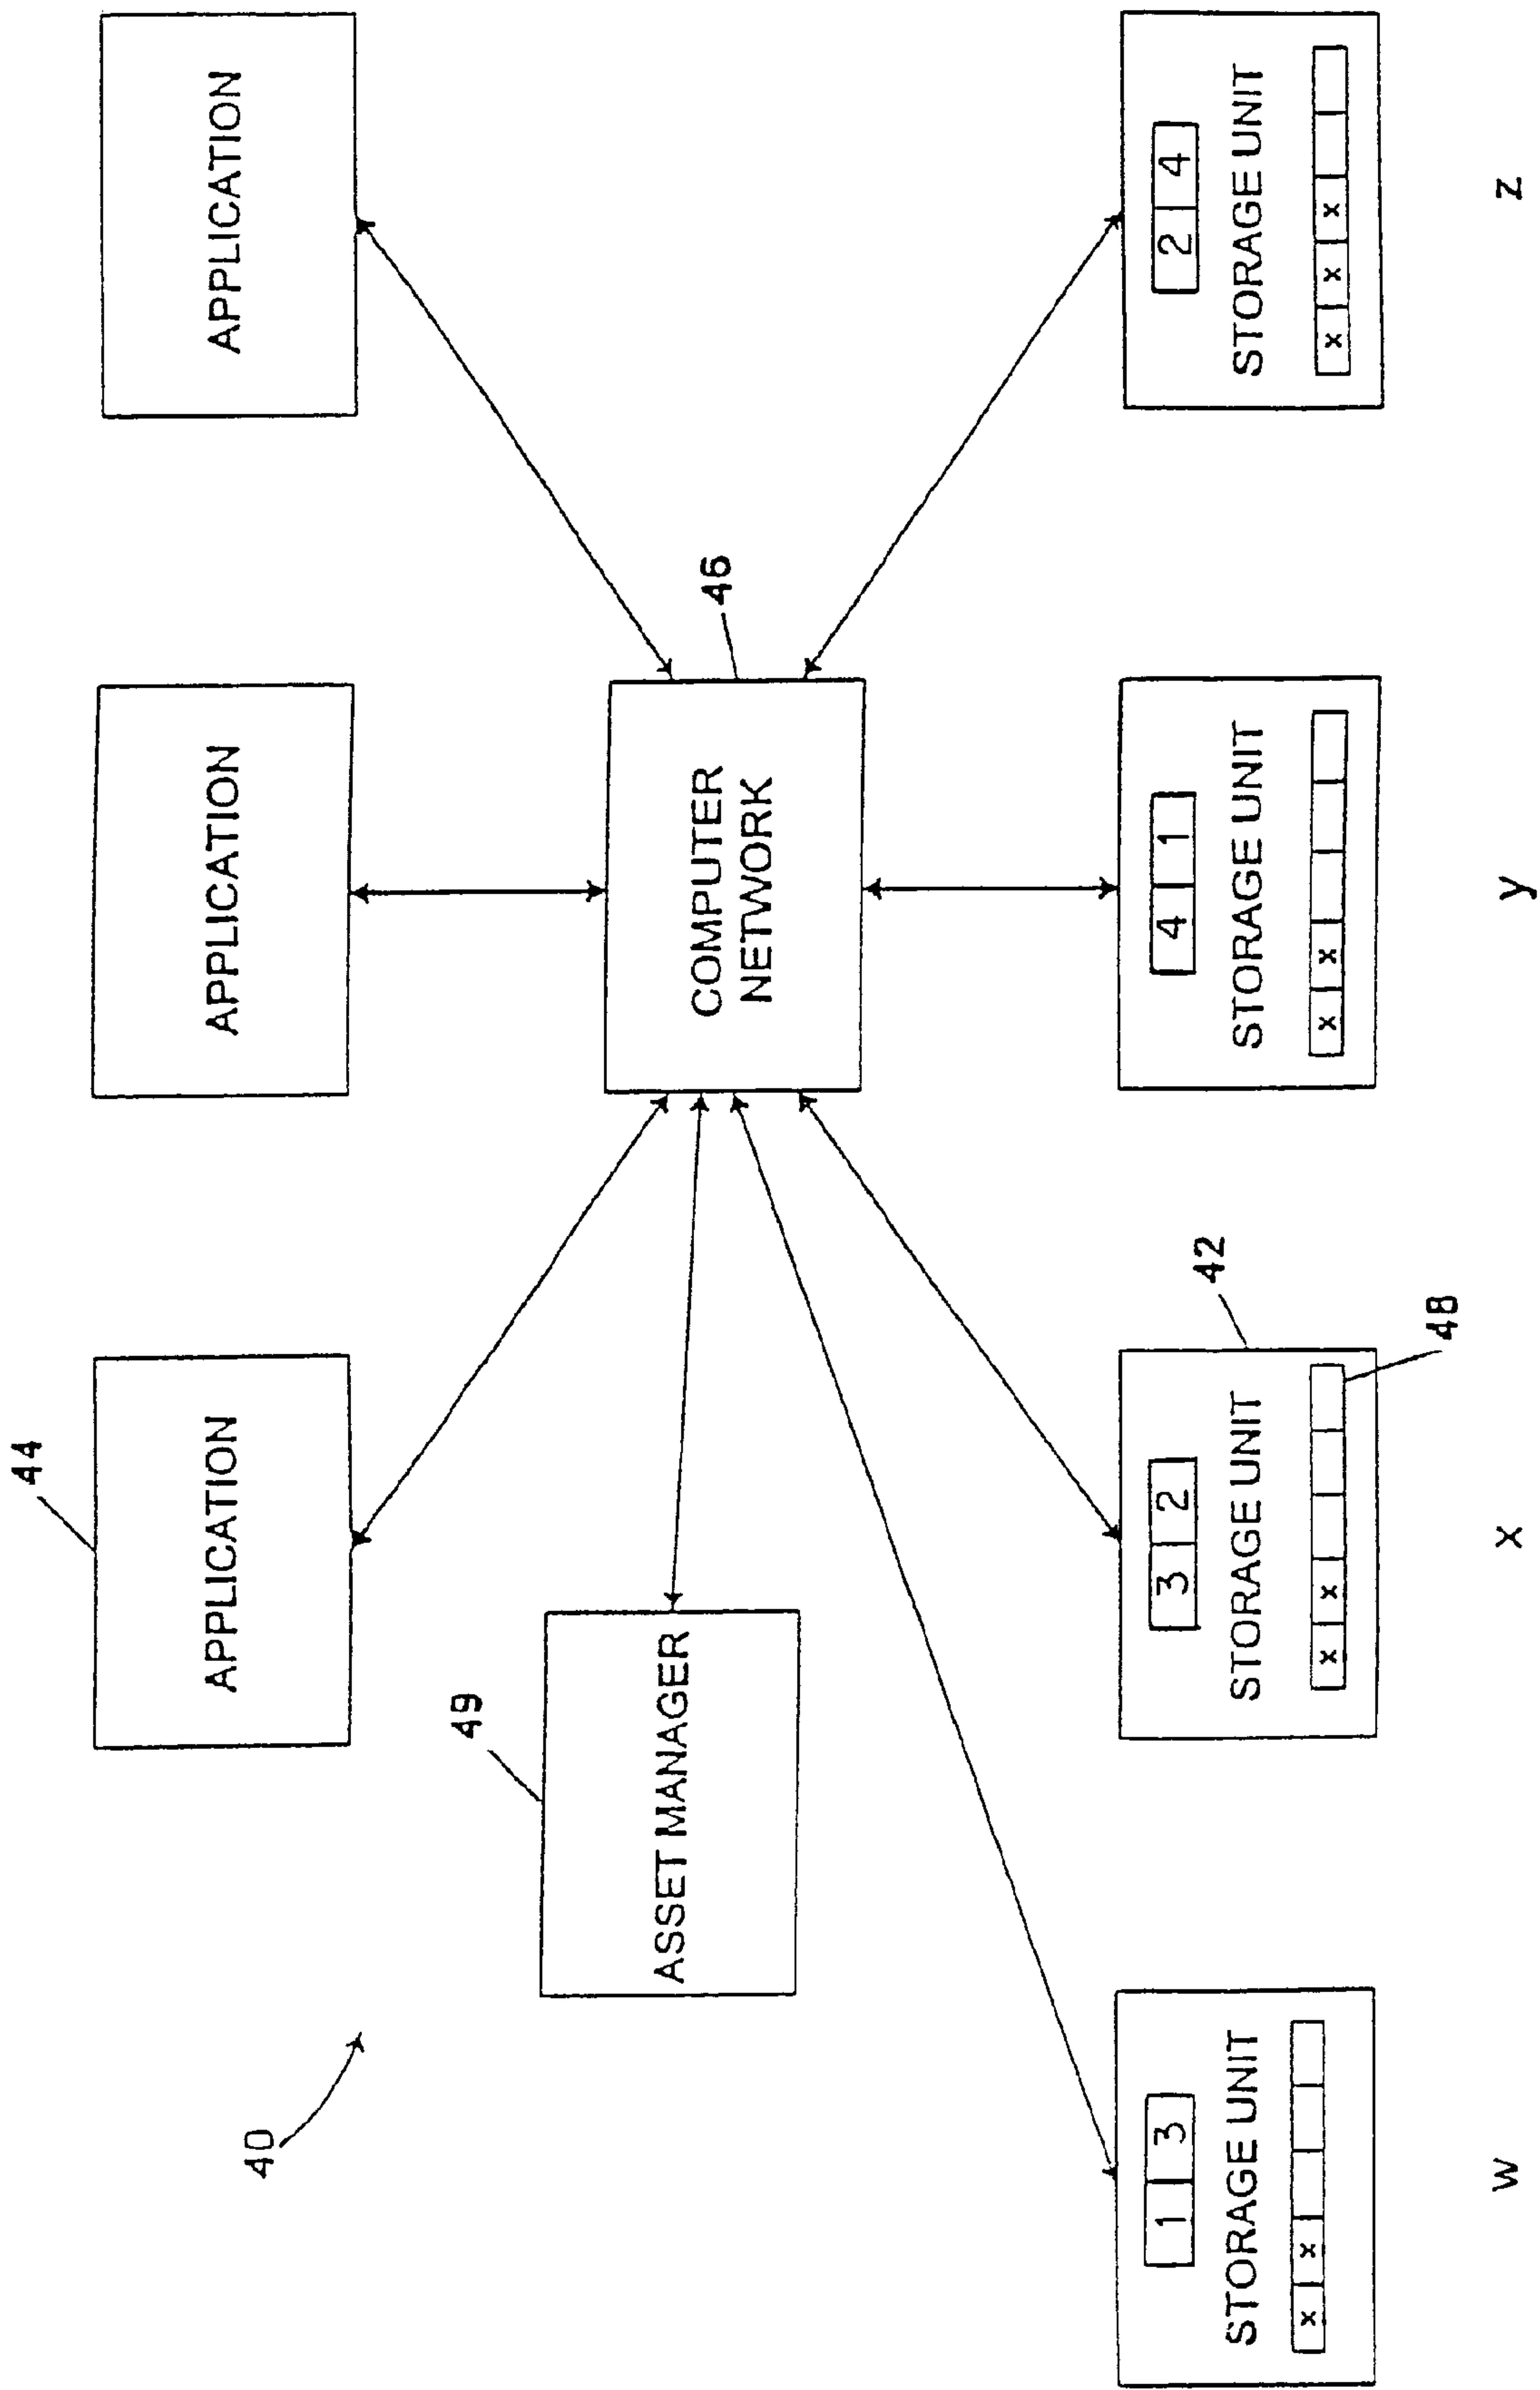 40
44
APPLICATION
APPLICATION
APPLICATION
49
ASSET MANAGER
COMPUTER
NETWORK
46
1 3
STORAGE UNIT
x x
w
42
3 2
STORAGE UNIT
x x
48
x
4 1
STORAGE UNIT
x x
y
2 4
STORAGE UNIT
x x x
z